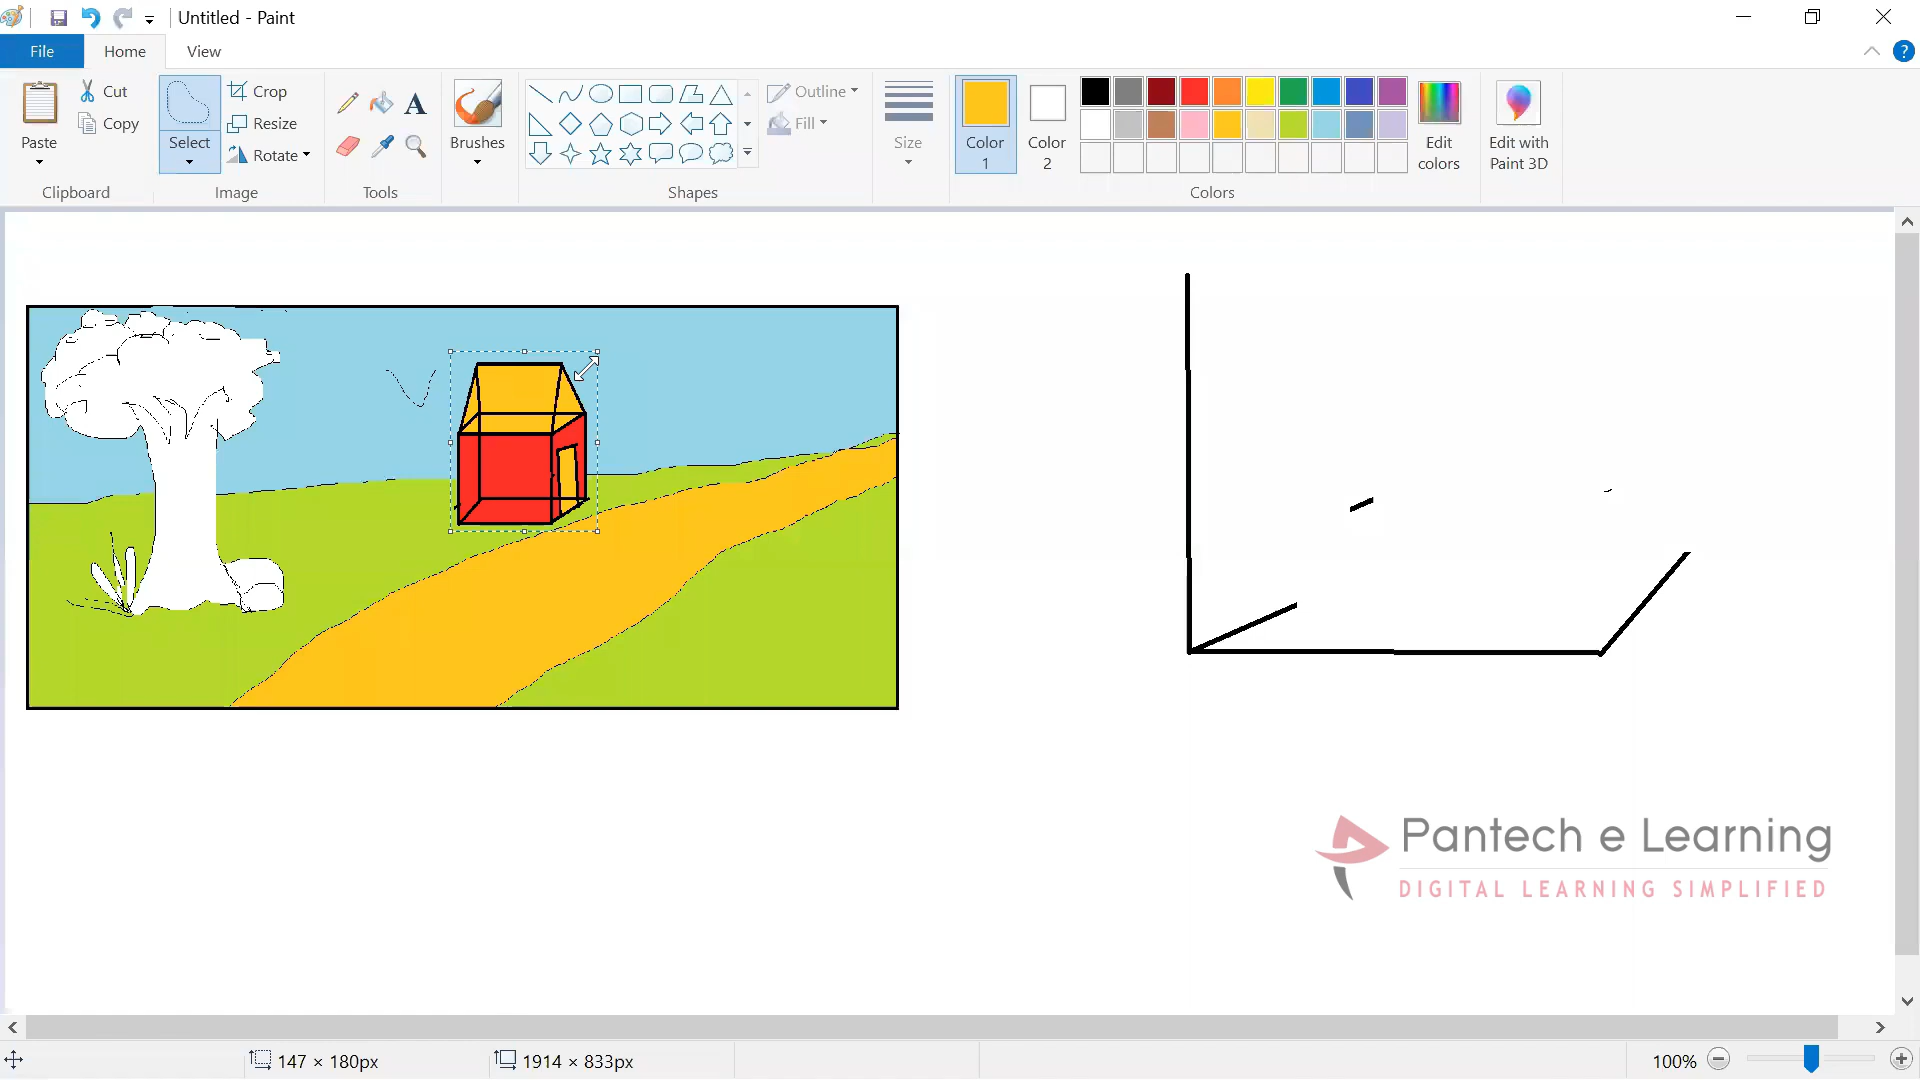 Untitled - Paint
File
Home
View
Paste
Cut
Copy
Clipboard
Select
Crop
Resize
Rotate
Image
A
Tools
Brushes
Outline
Fill
Shapes
Size
Color 1
Color 2
Edit colors
Colors
Edit with Paint 3D
?
Pantech e Learning
DIGITAL LEARNING SIMPLIFIED
147 × 180px
1914 × 833px
100%